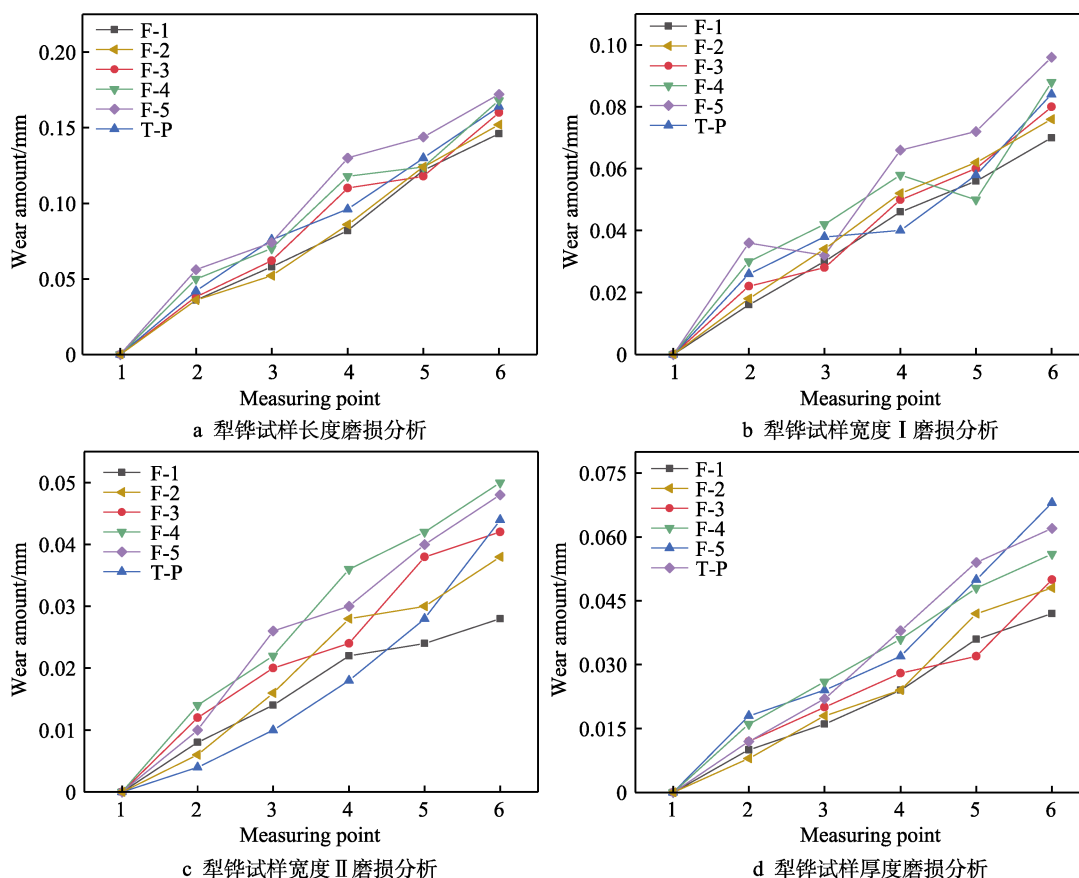 F-1
F-2
F-3
F-4
F-5
T-P
0.20
0.15
0.10
0.05
0
Wear amount/mm
1 2 3 4 5 6
Measuring point
a 犁铧试样长度磨损分析
F-1
F-2
F-3
F-4
F-5
T-P
0.10
0.08
0.06
0.04
0.02
0
Wear amount/mm
1 2 3 4 5 6
Measuring point
b 犁铧试样宽度Ⅰ磨损分析
F-1
F-2
F-3
F-4
F-5
T-P
0.05
0.04
0.03
0.02
0.01
0
Wear amount/mm
1 2 3 4 5 6
Measuring point
c 犁铧试样宽度Ⅱ磨损分析
F-1
F-2
F-3
F-4
F-5
T-P
0.075
0.060
0.045
0.030
0.015
0
Wear amount/mm
1 2 3 4 5 6
Measuring point
d 犁铧试样厚度磨损分析